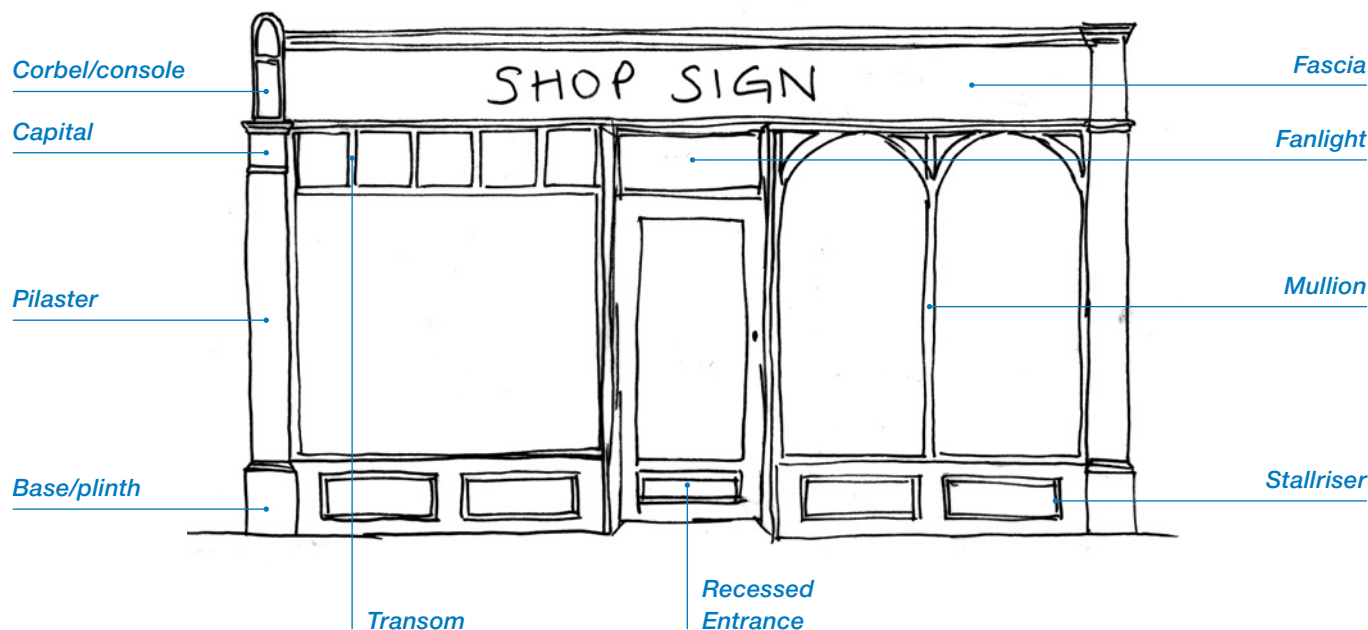 SHOP SIGN
Corbel/console
Fascia
Capital
Fanlight
Pilaster
Mullion
Base/plinth
Stallriser
Transom
Recessed
Entrance